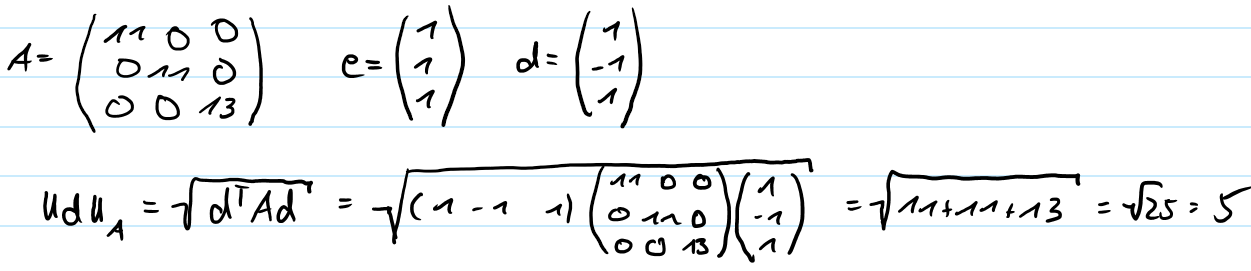 A = \begin{pmatrix} 11 & 0 & 0 \\ 0 & 11 & 0 \\ 0 & 0 & 13 \end{pmatrix} e = \begin{pmatrix} 1 \\ 1 \\ 1 \end{pmatrix} d = \begin{pmatrix} 1 \\ -1 \\ 1 \end{pmatrix}
‖d‖_A = \sqrt{d^T A d} = \sqrt{(1 -1 1) \begin{pmatrix} 11 & 0 & 0 \\ 0 & 11 & 0 \\ 0 & 0 & 13 \end{pmatrix} \begin{pmatrix} 1 \\ -1 \\ 1 \end{pmatrix}} = \sqrt{11+11+13} = \sqrt{25} = 5